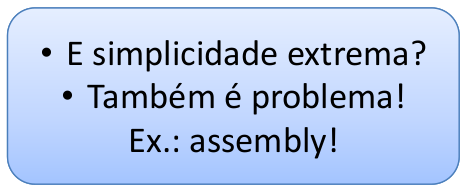 • E simplicidade extrema?
• Também é problema!
Ex.: assembly!